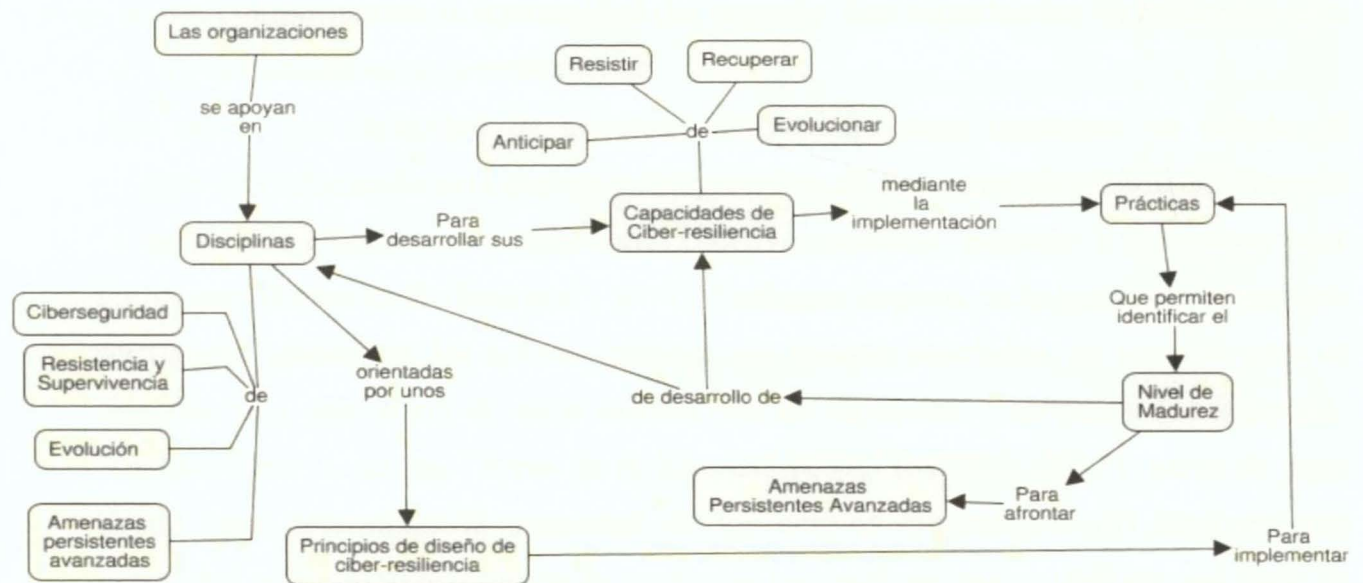 Las organizaciones
se apoyan
en
Disciplinas
Para
desarrollar sus
Resistir
Recuperar
Anticipar
de
Evolucionar
Capacidades de
Ciber-resiliencia
mediante
la
implementación
Prácticas
Que permiten
identificar el
Nivel de
Madurez
de desarrollo de
Para
afrontar
Amenazas
Persistentes Avanzadas
Ciberseguridad
Resistencia y
Supervivencia
de
Evolución
Amenazas
persistentes
avanzadas
orientadas
por unos
Principios de diseño de
ciber-resiliencia
Para
implementar